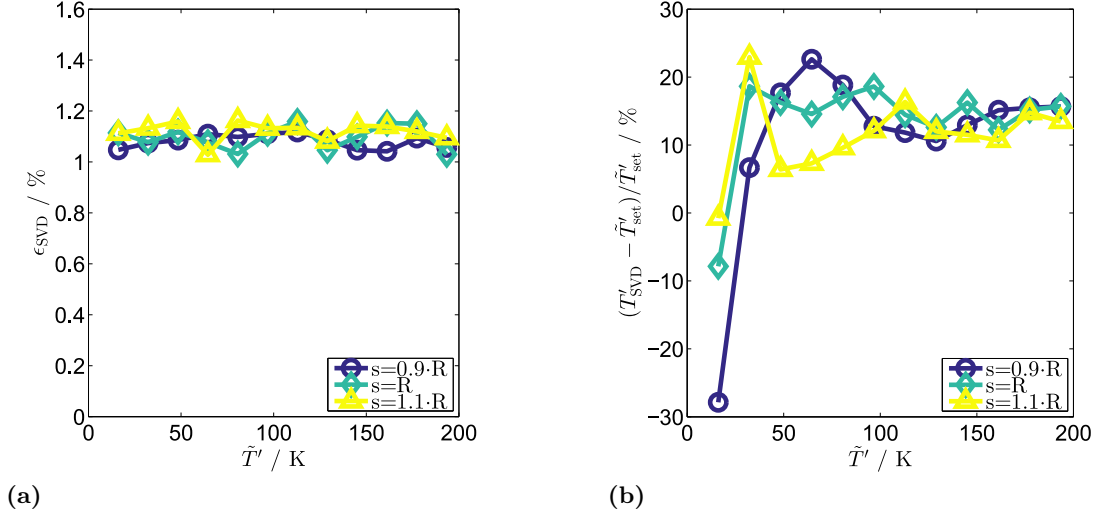 1.6
1.4
1.2
1
0.8
0.6
0.4
0.2
0
ϵSVD / %
0 50 100 150 200
T̃′ / K
s=0.9·R
s=R
s=1.1·R
(a)
30
20
10
0
−10
−20
−30
(T′SVD − T̃′set)/T̃′set / %
0 50 100 150 200
T̃′ / K
s=0.9·R
s=R
s=1.1·R
(b)